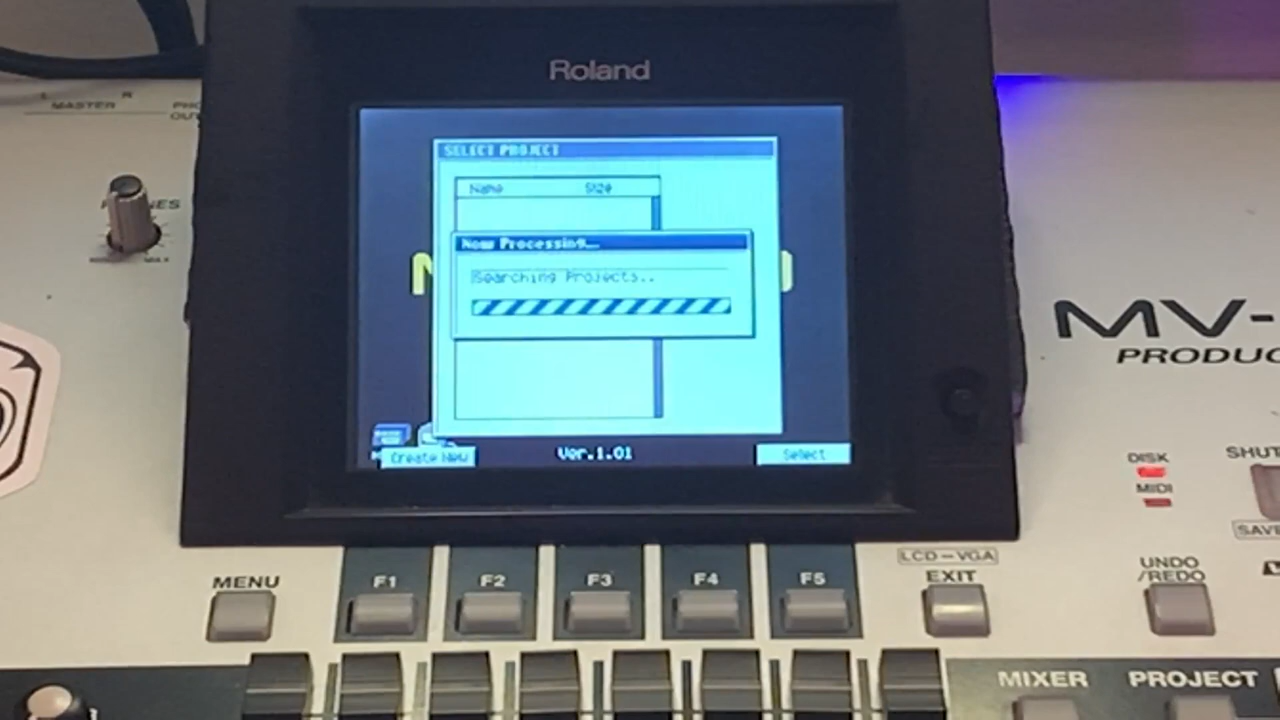 Roland
L R
MASTER
SELECT PROJECT
Name Size
Now Processing...
Searching Projects..
MV-
PRODUC
Create New Ver.1.01 Select
DISK
MIDI
SHUT
SAVE
LCD-VGA
MENU F1 F2 F3 F4 F5 EXIT
UNDO
/REDO
MIXER PROJECT